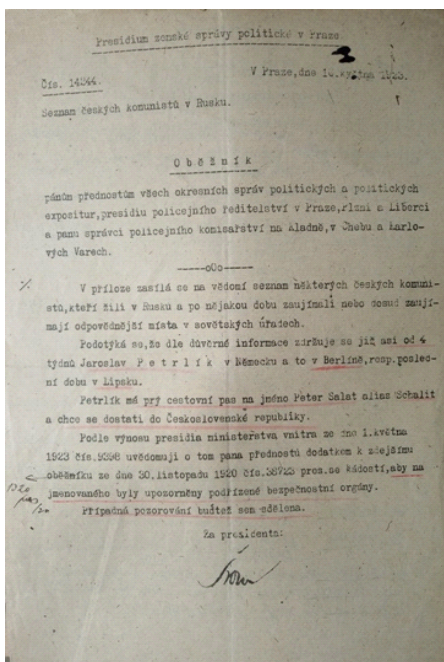 Presidium zemské správy politické v Praze
Čís. 14544.
V Praze, dne 16. května 1923.
Seznam českých komunistů v Rusku.
Oběžník
pánům přednostům všech okresních správ politických a politických
expositur, presidiu policejního ředitelství v Praze, Plzni a Liberci
a panu správci policejního komisařství na Kladně, v Chebu a Karlo-
vých Varech.
-----oOo-----
%
V příloze zasílá se na vědomí seznam některých českých komuni-
stů, kteří žili v Rusku a po nějakou dobu zaujímali nebo dosud zaují-
mají odpovědnější místa v sovětských úřadech.
Podotýká se, že dle důvěrné informace zdržuje se již asi od 4
týdnů Jaroslav Petrlík v Německu a to v Berlíně, resp. posled-
ní dobu v Lipsku.
Petrlík má prý cestovní pas na jméno Peter Salat alias Schalit
a chce se dostati do Československé republiky.
Podle výnosu presidia ministerstva vnitra ze dne 1. května
1923 čís. 9398 uvědomuji o tom pana přednostu dodatkem k zdejšímu
oběžníku ze dne 30. listopadu 1920 čís. 38723 pres. se žádostí, aby na
jmenovaného byly upozorněny podřízené bezpečnostní orgány.
Případná pozorování buďtež sem sdělena.
Za presidenta: